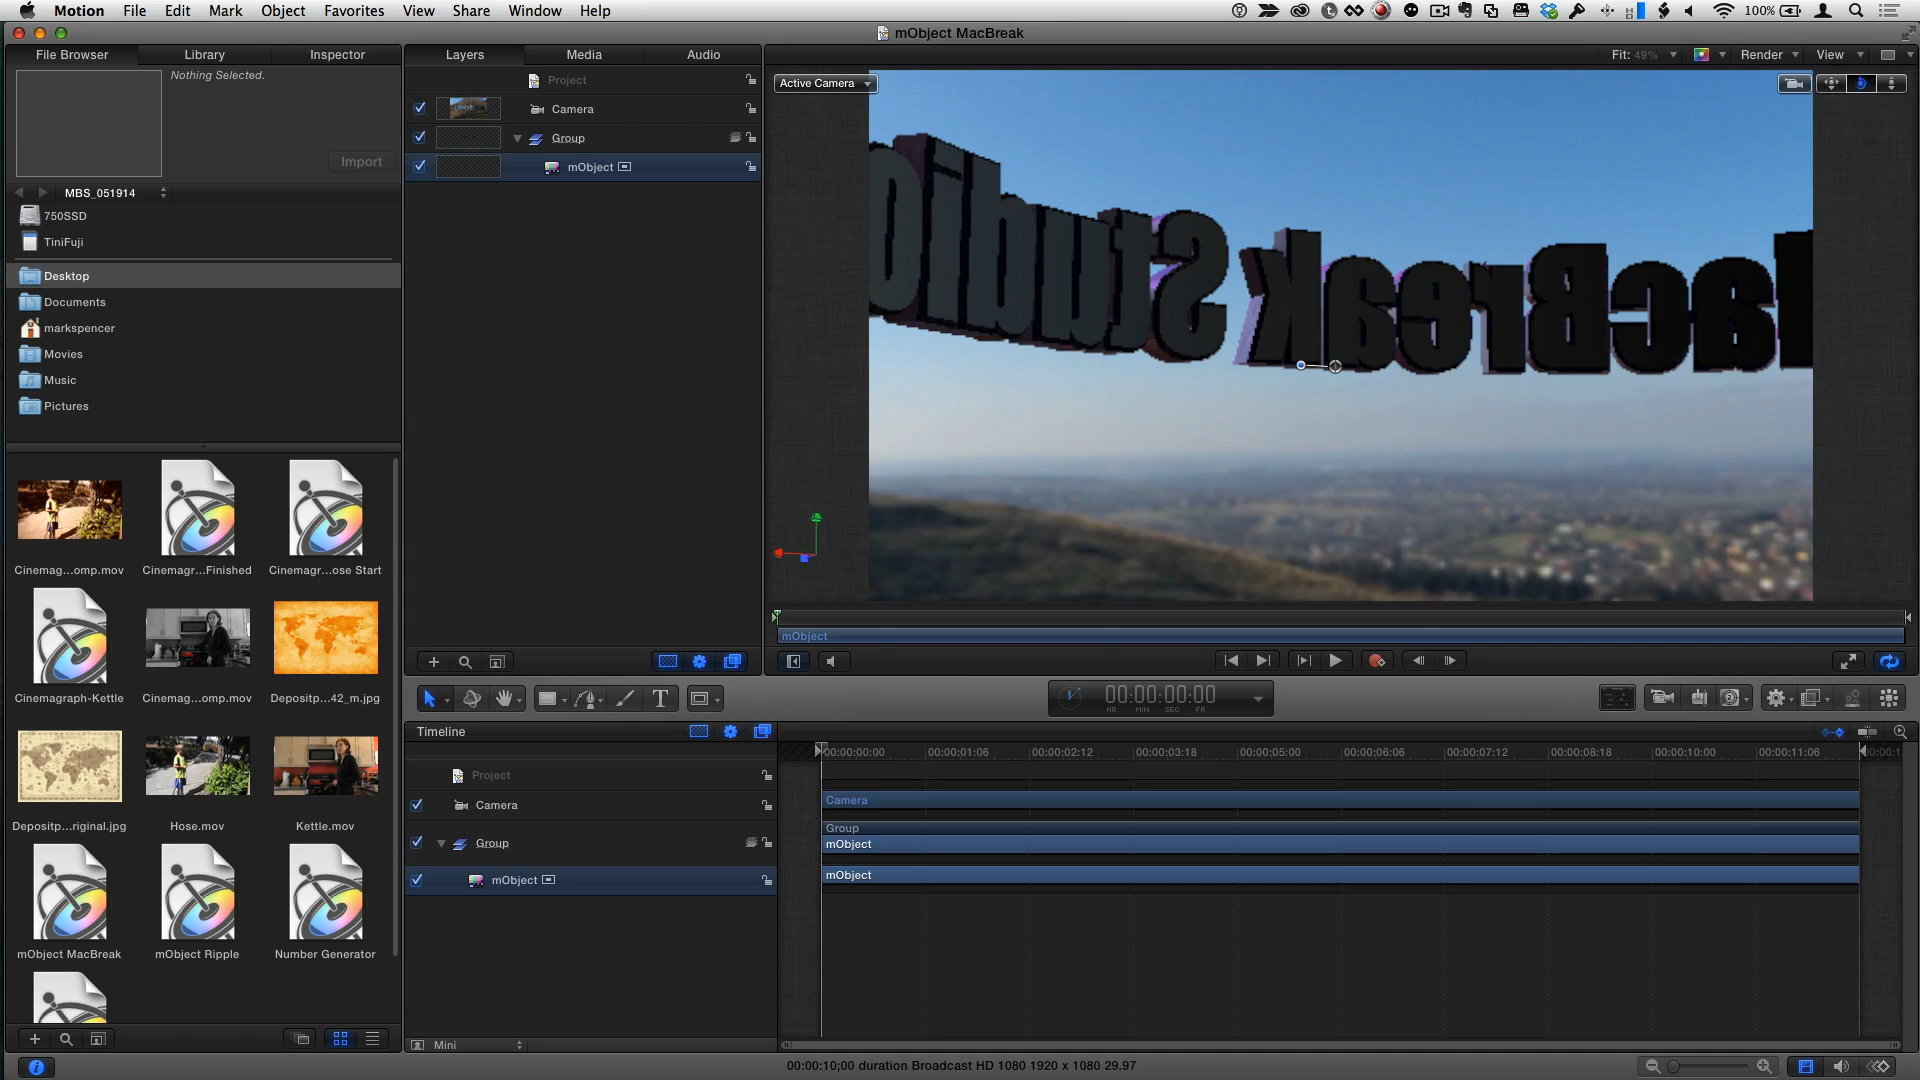 Motion File Edit Mark Object Favorites View Share Window Help
100%
mObject MacBreak
File Browser Library Inspector
Nothing Selected.
Import
MBS_051914
750SSD
TiniFuji
Desktop
Documents
markspencer
Movies
Music
Pictures
Cinemag...omp.mov Cinemagr...Finished Cinemagr...ose Start
Cinemagraph-Kettle Cinemag...omp.mov Depositp...42_m.jpg
Depositp...riginal.jpg Hose.mov Kettle.mov
mObject MacBreak mObject Ripple Number Generator
Layers Media Audio
Project
Camera
Group
mObject
Fit: 49% Render View
Active Camera
Studio
acBreak
mObject
T
00:00:00:00
HR MIN SEC FR
Timeline
Project
Camera
Group
mObject
Mini
00:00:00:00 00:00:01:06 00:00:02:12 00:00:03:18 00:00:05:00 00:00:06:06 00:00:07:12 00:00:08:18 00:00:10:00 00:00:11:06
Camera
Group
mObject
mObject
00:00:10;00 duration Broadcast HD 1080 1920 x 1080 29.97